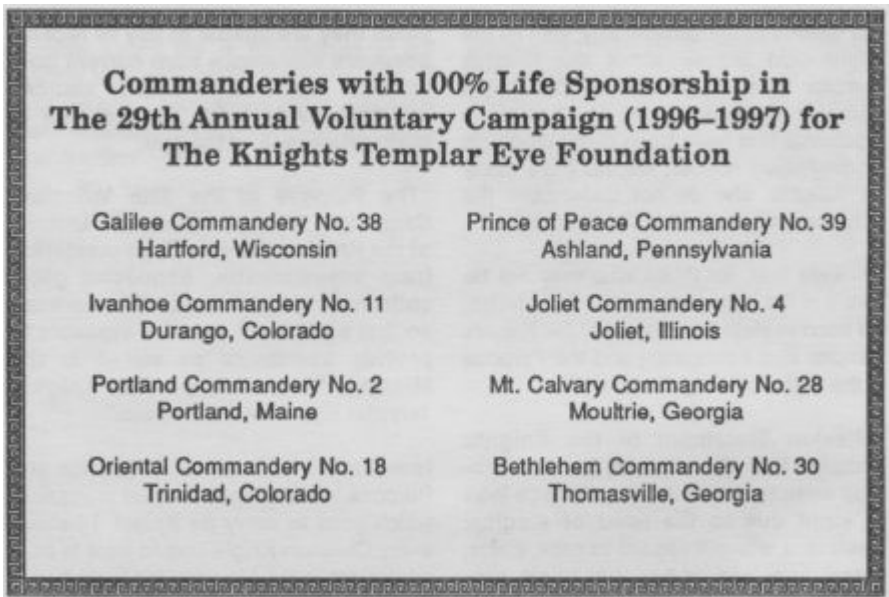 Commanderies with 100% Life Sponsorship in
The 29th Annual Voluntary Campaign (1996–1997) for
The Knights Templar Eye Foundation
Galilee Commandery No. 38
Hartford, Wisconsin
Ivanhoe Commandery No. 11
Durango, Colorado
Portland Commandery No. 2
Portland, Maine
Oriental Commandery No. 18
Trinidad, Colorado
Prince of Peace Commandery No. 39
Ashland, Pennsylvania
Joliet Commandery No. 4
Joliet, Illinois
Mt. Calvary Commandery No. 28
Moultrie, Georgia
Bethlehem Commandery No. 30
Thomasville, Georgia